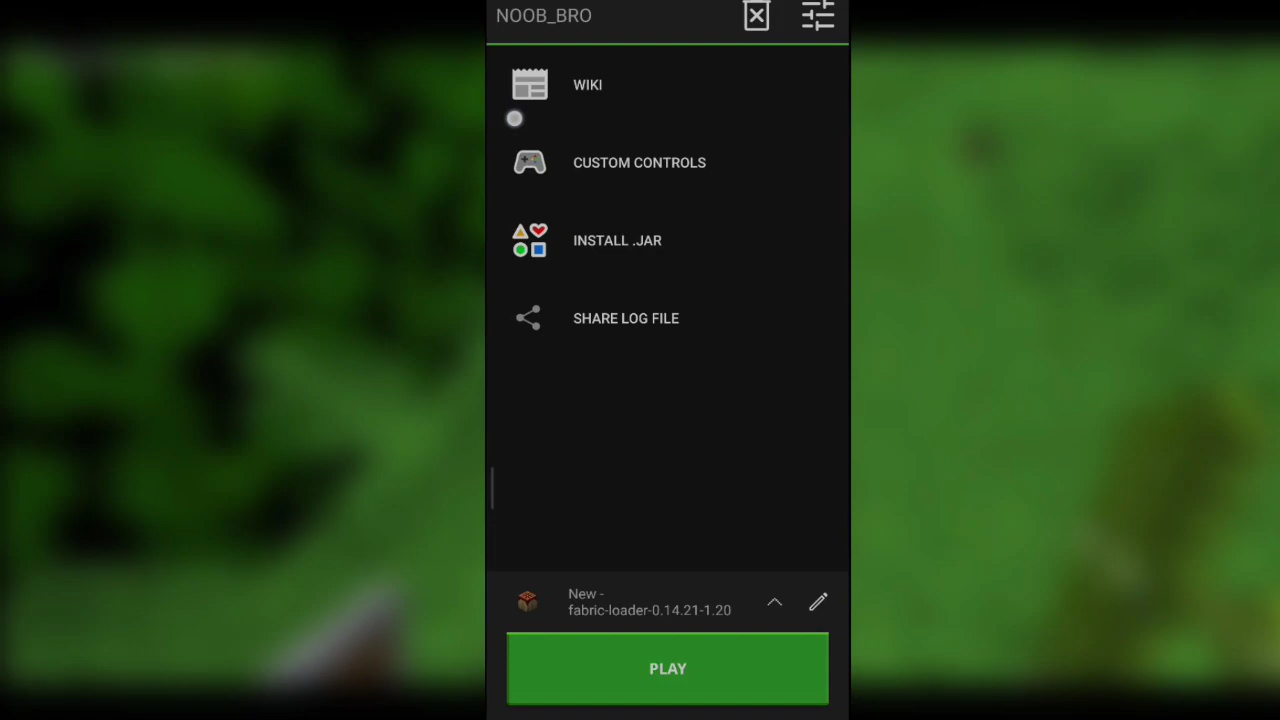 NOOB_BRO
WIKI
CUSTOM CONTROLS
INSTALL .JAR
SHARE LOG FILE
New -
fabric-loader-0.14.21-1.20
PLAY